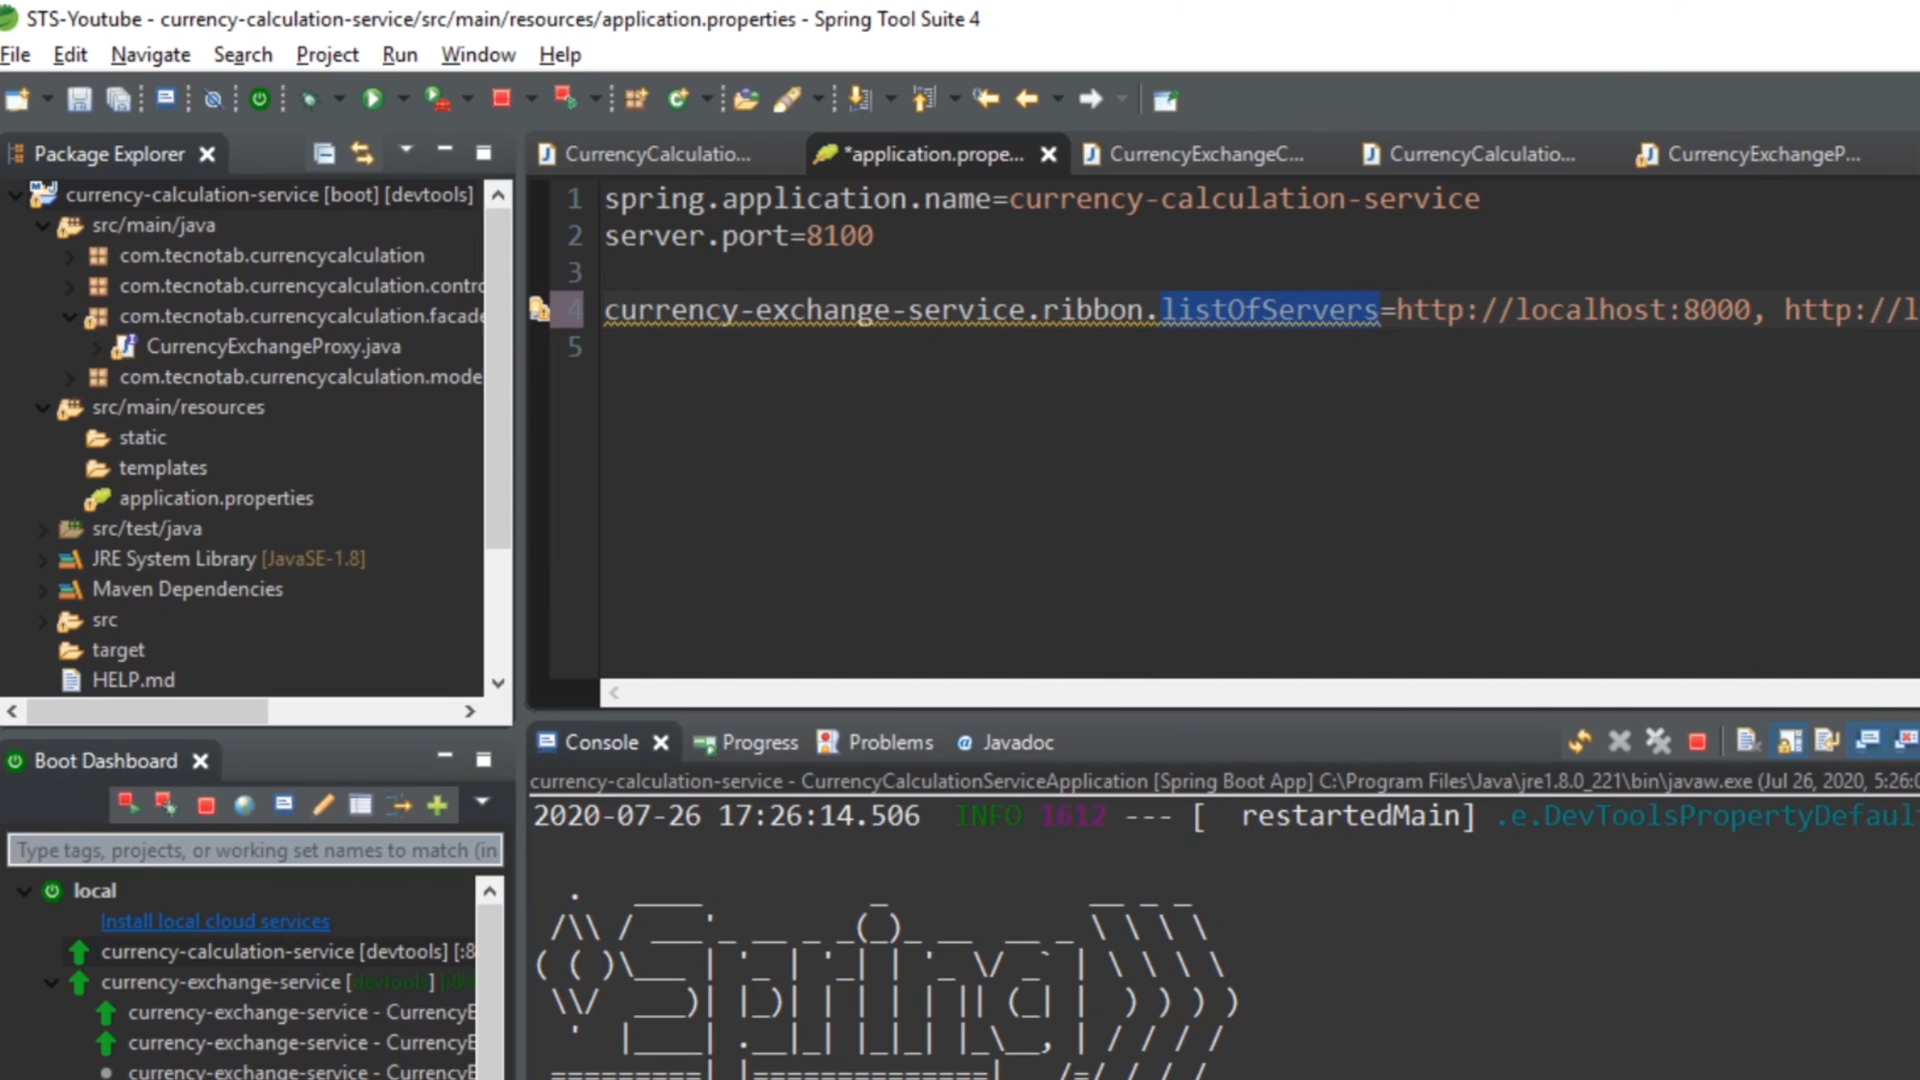 STS-Youtube - currency-calculation-service/src/main/resources/application.properties - Spring Tool Suite 4
File Edit Navigate Search Project Run Window Help
Package Explorer
CurrencyCalculatio...
*application.prope...
CurrencyExchangeC...
CurrencyCalculatio...
CurrencyExchangeP...
currency-calculation-service [boot] [devtools]
src/main/java
com.tecnotab.currencycalculation
com.tecnotab.currencycalculation.contro
com.tecnotab.currencycalculation.facade
CurrencyExchangeProxy.java
com.tecnotab.currencycalculation.mode
src/main/resources
static
templates
application.properties
src/test/java
JRE System Library [JavaSE-1.8]
Maven Dependencies
src
target
HELP.md
1 spring.application.name=currency-calculation-service
2 server.port=8100
3
4 currency-exchange-service.ribbon.listOfServers=http://localhost:8000, http://l
5
Boot Dashboard
Type tags, projects, or working set names to match (in
local
Install local cloud services
currency-calculation-service [devtools] [:8
currency-exchange-service [devtools] [:80
currency-exchange-service - CurrencyE
currency-exchange-service - CurrencyE
currency-exchange-service - CurrencyE
Console Progress Problems Javadoc
currency-calculation-service - CurrencyCalculationServiceApplication [Spring Boot App] C:\Program Files\Java\jre1.8.0_221\bin\javaw.exe (Jul 26, 2020, 5:26:0
2020-07-26 17:26:14.506 INFO 1612 --- [ restartedMain] .e.DevToolsPropertyDefaul
Spring